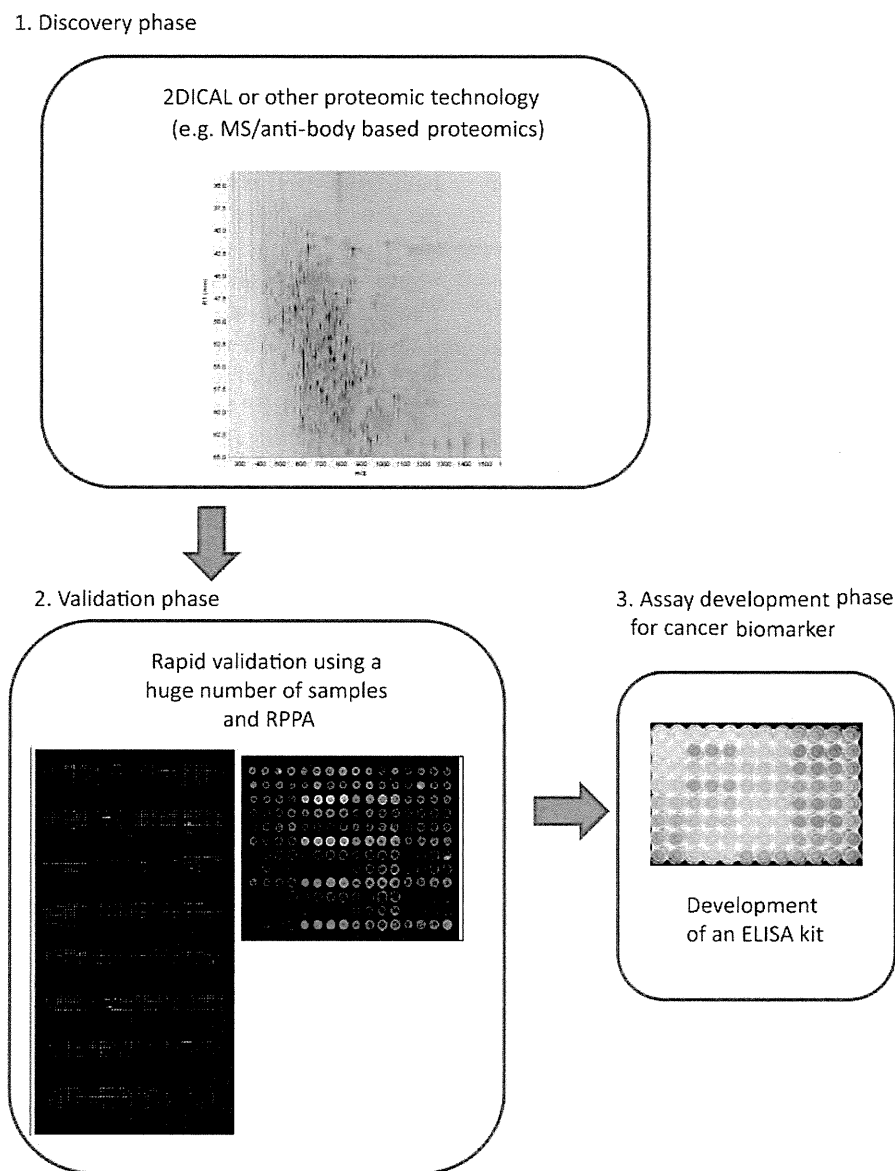 1. Discovery phase
2DICAL or other proteomic technology
(e.g. MS/anti-body based proteomics)
2. Validation phase
Rapid validation using a
huge number of samples
and RPPA
3. Assay development phase
for cancer biomarker
Development
of an ELISA kit